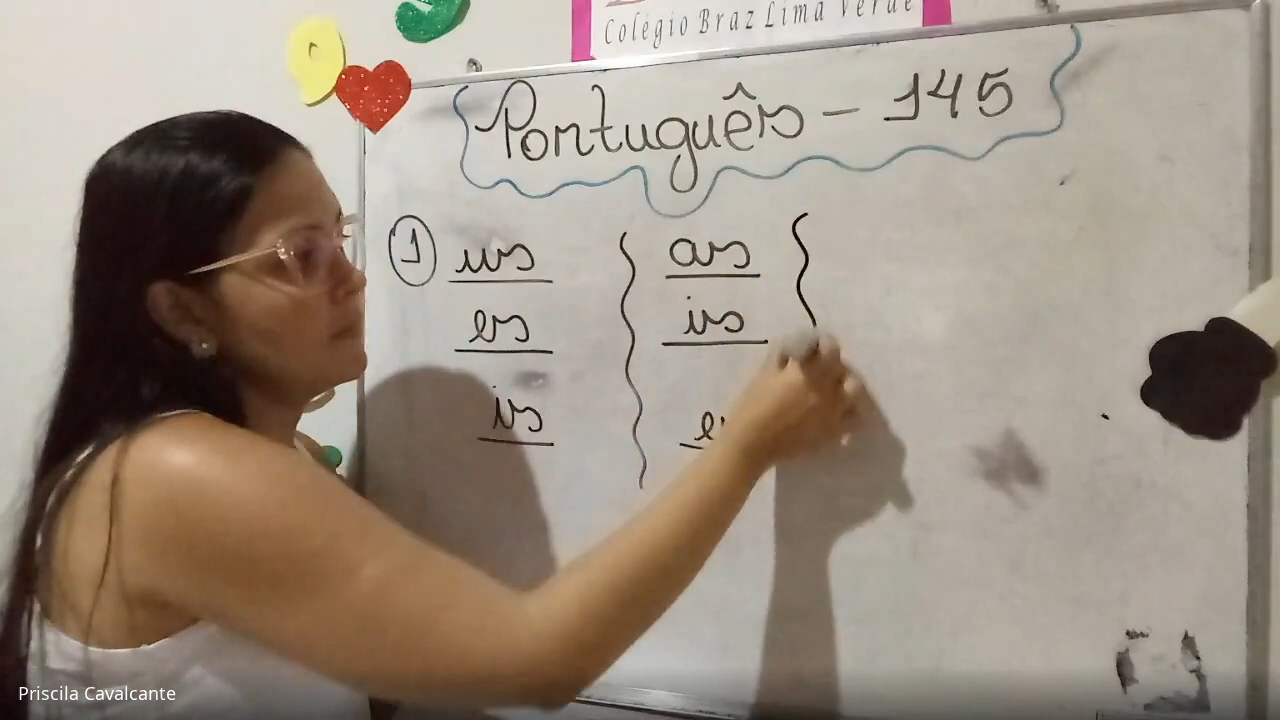 Colégio Braz Lima Verde
Português - 145
1 us as
es is
is
Priscila Cavalcante